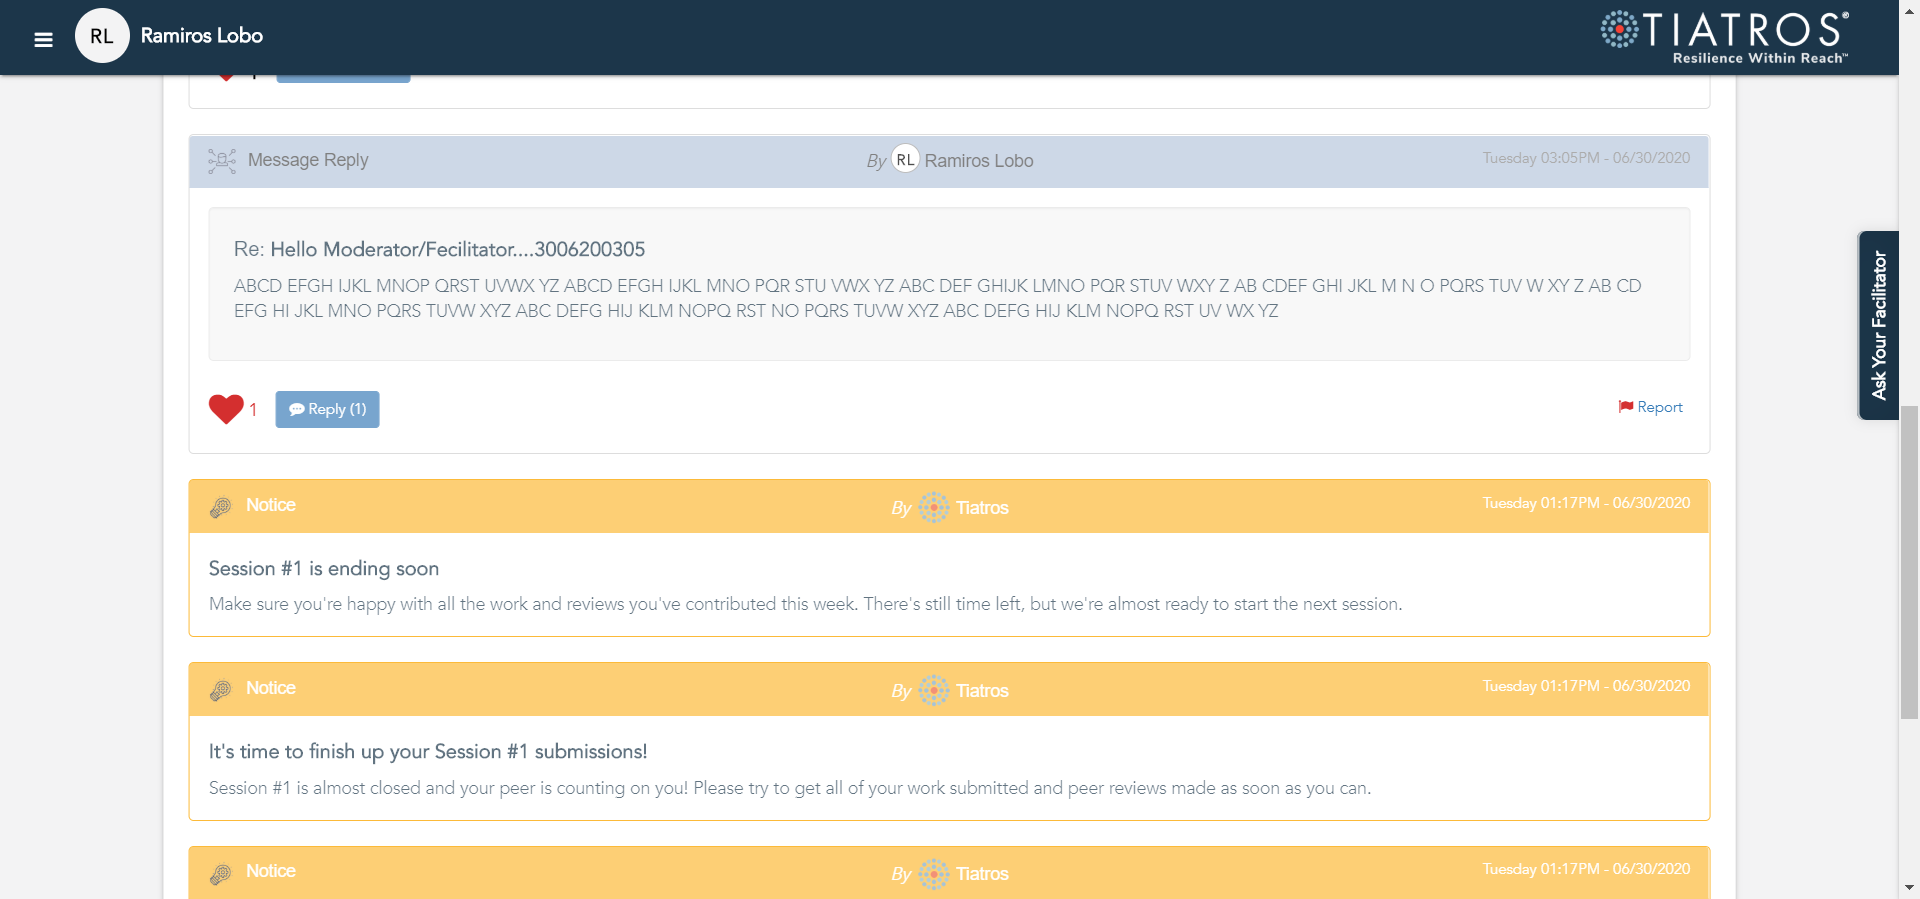 RL Ramiros Lobo
TIATROS®
Resilience Within Reach™
Message Reply By RL Ramiros Lobo Tuesday 03:05PM - 06/30/2020
Re: Hello Moderator/Fecilitator....3006200305
ABCD EFGH IJKL MNOP QRST UVWX YZ ABCD EFGH IJKL MNO PQR STU VWX YZ ABC DEF GHIJK LMNO PQR STUV WXY Z AB CDEF GHI JKL M N O PQRS TUV W XY Z AB CD
EFG HI JKL MNO PQRS TUVW XYZ ABC DEFG HIJ KLM NOPQ RST NO PQRS TUVW XYZ ABC DEFG HIJ KLM NOPQ RST UV WX YZ
1 Reply (1) Report
Ask Your Facilitator
Notice By Tiatros Tuesday 01:17PM - 06/30/2020
Session #1 is ending soon
Make sure you're happy with all the work and reviews you've contributed this week. There's still time left, but we're almost ready to start the next session.
Notice By Tiatros Tuesday 01:17PM - 06/30/2020
It's time to finish up your Session #1 submissions!
Session #1 is almost closed and your peer is counting on you! Please try to get all of your work submitted and peer reviews made as soon as you can.
Notice By Tiatros Tuesday 01:17PM - 06/30/2020